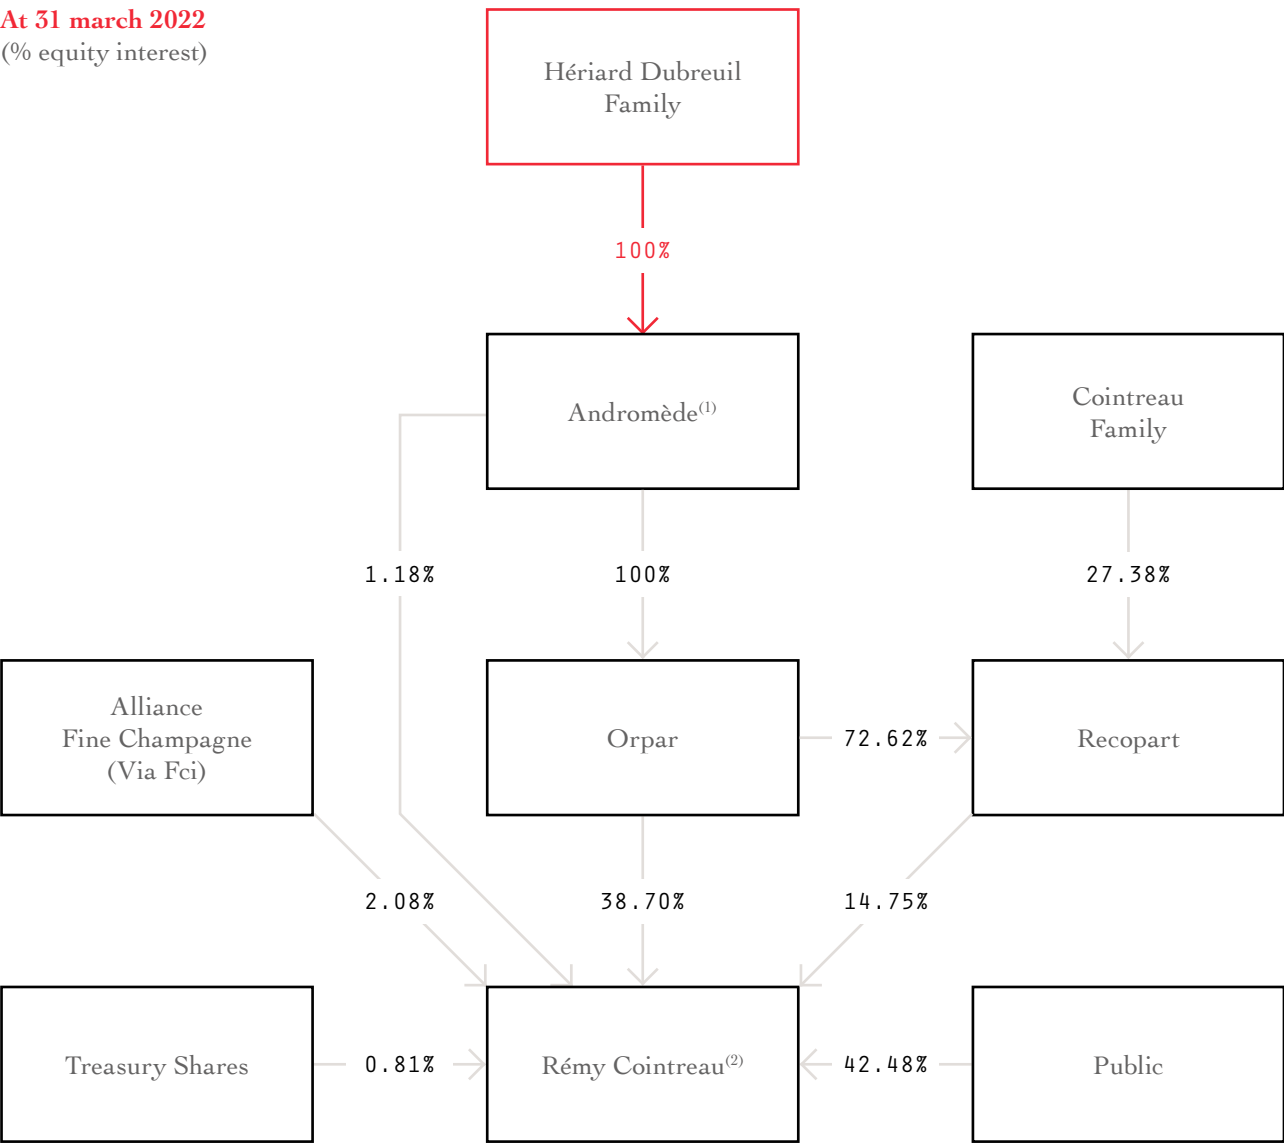 At 31 march 2022
(% equity interest)
Hériard Dubreuil
Family
100%
Andromède(1)
Cointreau
Family
1.18%
100%
27.38%
Alliance
Fine Champagne
(Via Fci)
Orpar
72.62%
Recopart
2.08%
38.70%
14.75%
Treasury Shares
0.81%
Rémy Cointreau(2)
42.48%
Public